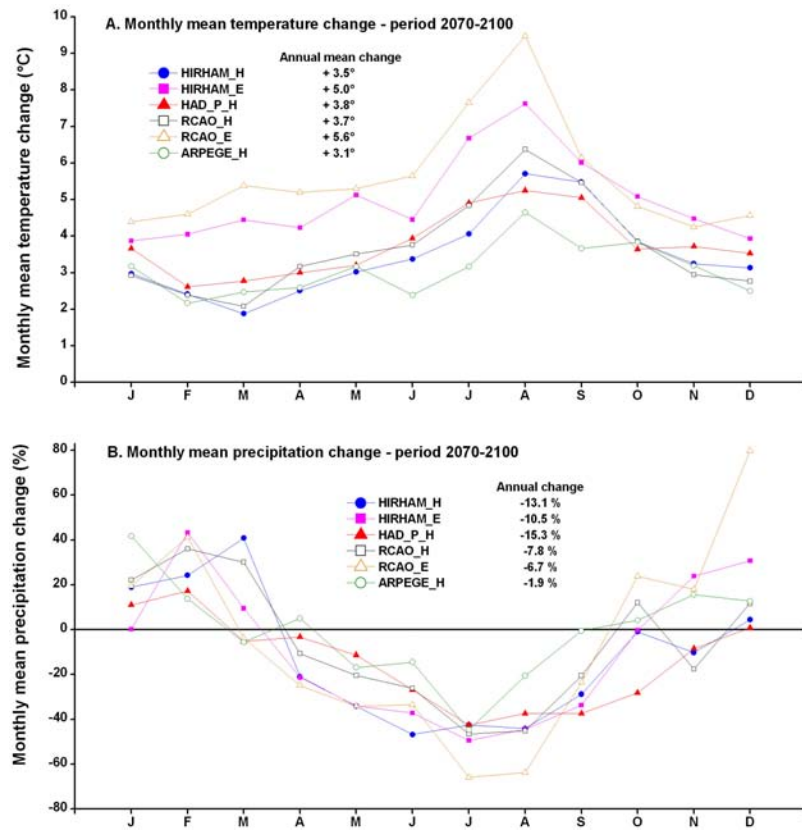 A. Monthly mean temperature change - period 2070-2100
Annual mean change
HIRHAM_H + 3.5°
HIRHAM_E + 5.0°
HAD_P_H + 3.8°
RCAO_H + 3.7°
RCAO_E + 5.6°
ARPEGE_H + 3.1°
Monthly mean temperature change (°C)
10
9
8
7
6
5
4
3
2
1
0
J F M A M J J A S O N D
B. Monthly mean precipitation change - period 2070-2100
Annual change
HIRHAM_H -13.1 %
HIRHAM_E -10.5 %
HAD_P_H -15.3 %
RCAO_H -7.8 %
RCAO_E -6.7 %
ARPEGE_H -1.9 %
Monthly mean precipitation change (%)
80
60
40
20
0
-20
-40
-60
-80
J F M A M J J A S O N D